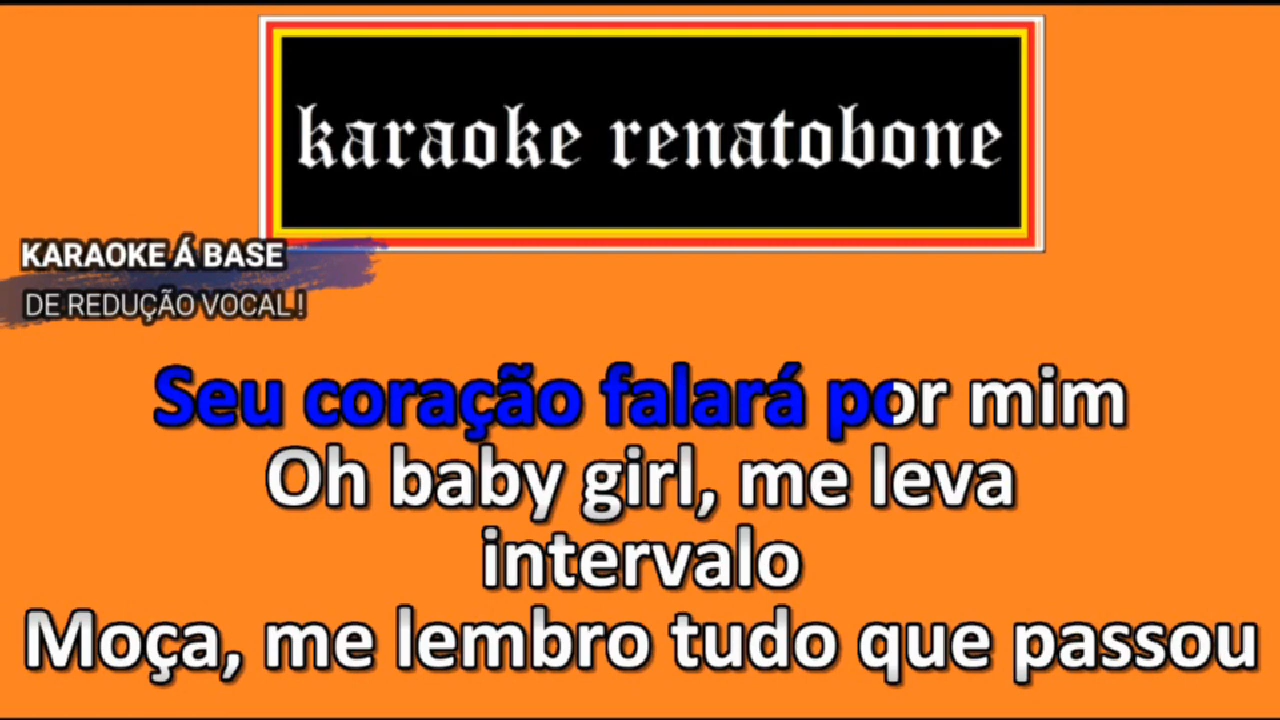 karaoke renatobone
KARAOKE Á BASE
DE REDUÇÃO VOCAL !
Seu coração falará por mim
Oh baby girl, me leva
intervalo
Moça, me lembro tudo que passou